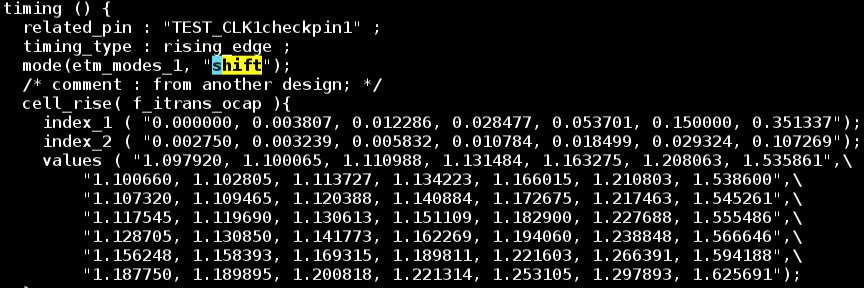 timing () {
related_pin : "TEST_CLK1checkpin1" ;
timing_type : rising_edge ;
mode(etm_modes_1, "shift");
/* comment : from another design; */
cell_rise( f_itrans_ocap ){
index_1 ( "0.000000, 0.003807, 0.012286, 0.028477, 0.053701, 0.150000, 0.351337");
index_2 ( "0.002750, 0.003239, 0.005832, 0.010784, 0.018499, 0.029324, 0.107269");
values ( "1.097920, 1.100065, 1.110988, 1.131484, 1.163275, 1.208063, 1.535861",\
"1.100660, 1.102805, 1.113727, 1.134223, 1.166015, 1.210803, 1.538600",\
"1.107320, 1.109465, 1.120388, 1.140884, 1.172675, 1.217463, 1.545261",\
"1.117545, 1.119690, 1.130613, 1.151109, 1.182900, 1.227688, 1.555486",\
"1.128705, 1.130850, 1.141773, 1.162269, 1.194060, 1.238848, 1.566646",\
"1.156248, 1.158393, 1.169315, 1.189811, 1.221603, 1.266391, 1.594188",\
"1.187750, 1.189895, 1.200818, 1.221314, 1.253105, 1.297893, 1.625691");